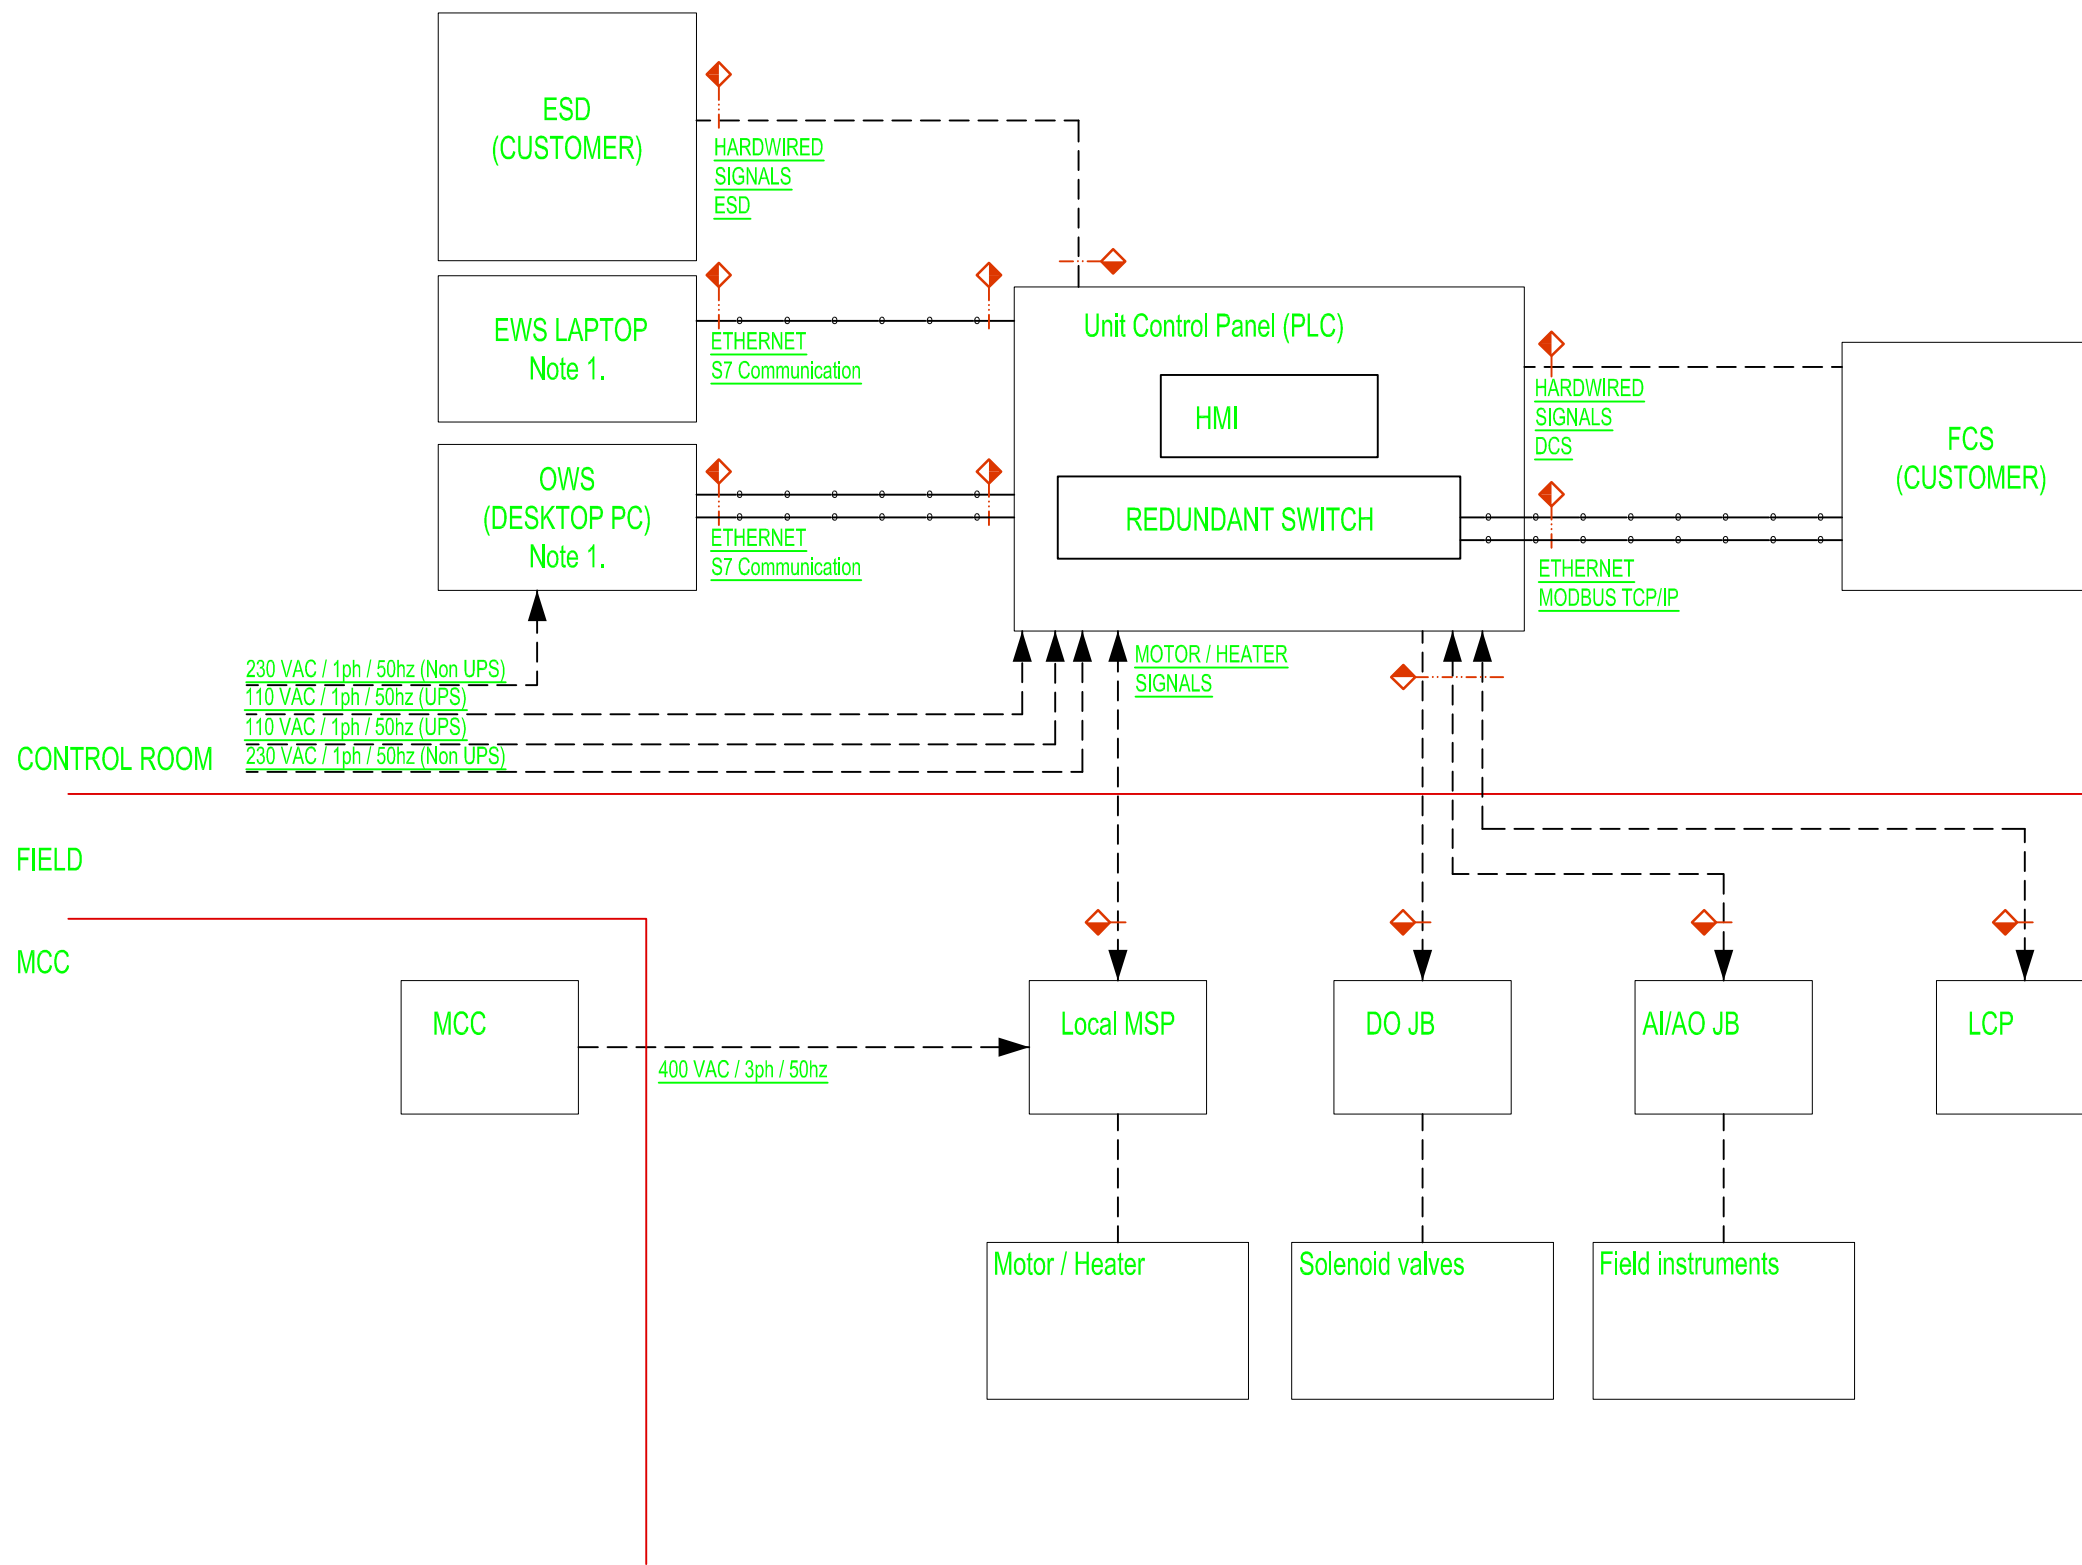 ESD
(CUSTOMER)
HARDWIRED
SIGNALS
ESD
EWS LAPTOP
Note 1.
ETHERNET
S7 Communication
OWS
(DESKTOP PC)
Note 1.
ETHERNET
S7 Communication
Unit Control Panel (PLC)
HMI
REDUNDANT SWITCH
HARDWIRED
SIGNALS
DCS
ETHERNET
MODBUS TCP/IP
FCS
(CUSTOMER)
230 VAC / 1ph / 50hz (Non UPS)
110 VAC / 1ph / 50hz (UPS)
110 VAC / 1ph / 50hz (UPS)
230 VAC / 1ph / 50hz (Non UPS)
MOTOR / HEATER
SIGNALS
CONTROL ROOM
FIELD
MCC
MCC
400 VAC / 3ph / 50hz
Local MSP
DO JB
AI/AO JB
LCP
Motor / Heater
Solenoid valves
Field instruments